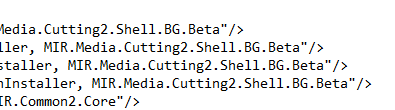 Media.Cutting2.Shell.BG.Beta"/>
ller, MIR.Media.Cutting2.Shell.BG.Beta"/>
staller, MIR.Media.Cutting2.Shell.BG.Beta"/>
nInstaller, MIR.Media.Cutting2.Shell.BG.Beta"/>
IR.Common2.Core"/>